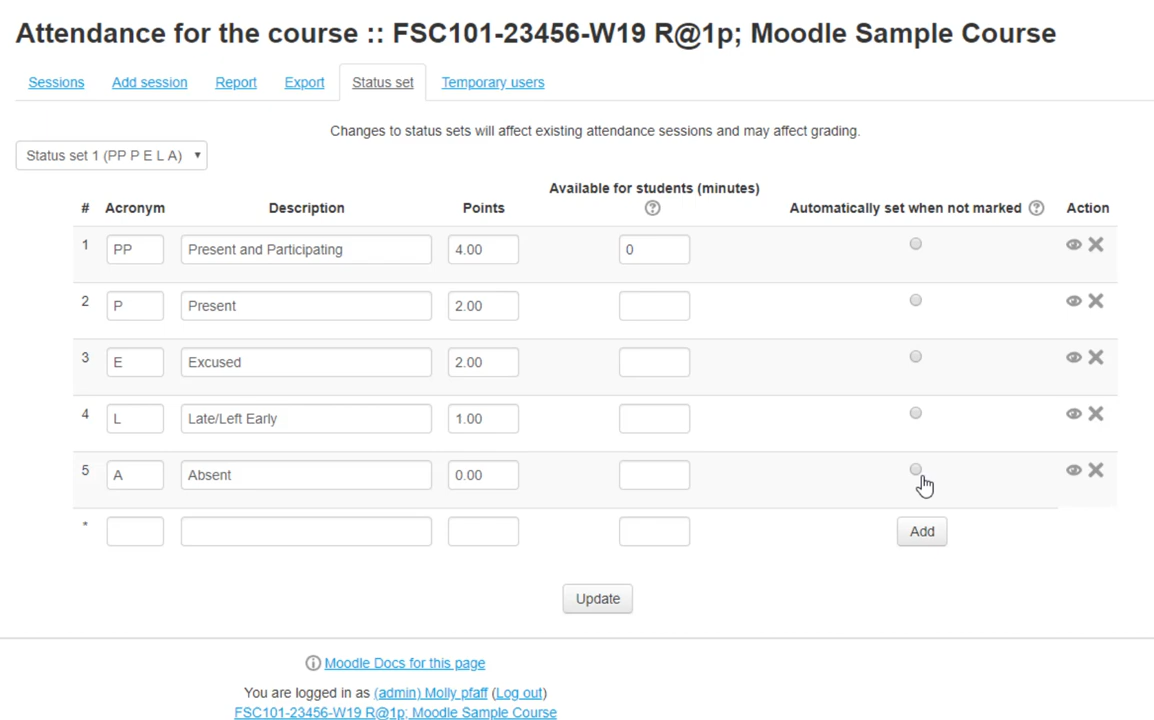 Attendance for the course :: FSC101-23456-W19 R@1p; Moodle Sample Course
Sessions Add session Report Export Status set Temporary users
Changes to status sets will affect existing attendance sessions and may affect grading.
Status set 1 (PP P E L A)
# Acronym Description Points Available for students (minutes) Automatically set when not marked Action
1 PP Present and Participating 4.00 0
2 P Present 2.00
3 E Excused 2.00
4 L Late/Left Early 1.00
5 A Absent 0.00
* Add
Update
Moodle Docs for this page
You are logged in as (admin) Molly pfaff (Log out)
FSC101-23456-W19 R@1p; Moodle Sample Course